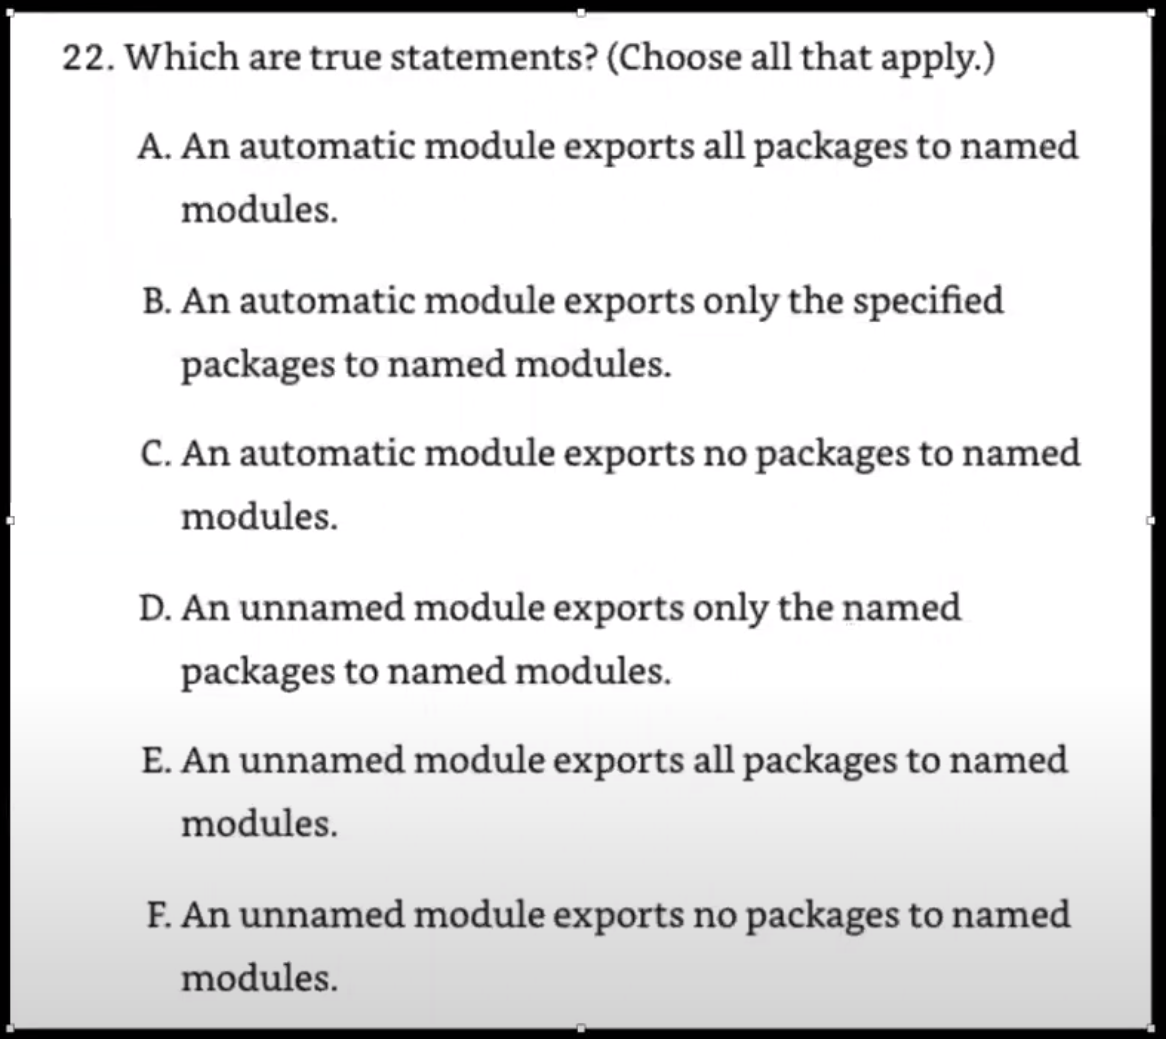 22. Which are true statements? (Choose all that apply.)
A. An automatic module exports all packages to named
modules.
B. An automatic module exports only the specified
packages to named modules.
C. An automatic module exports no packages to named
modules.
D. An unnamed module exports only the named
packages to named modules.
E. An unnamed module exports all packages to named
modules.
F. An unnamed module exports no packages to named
modules.